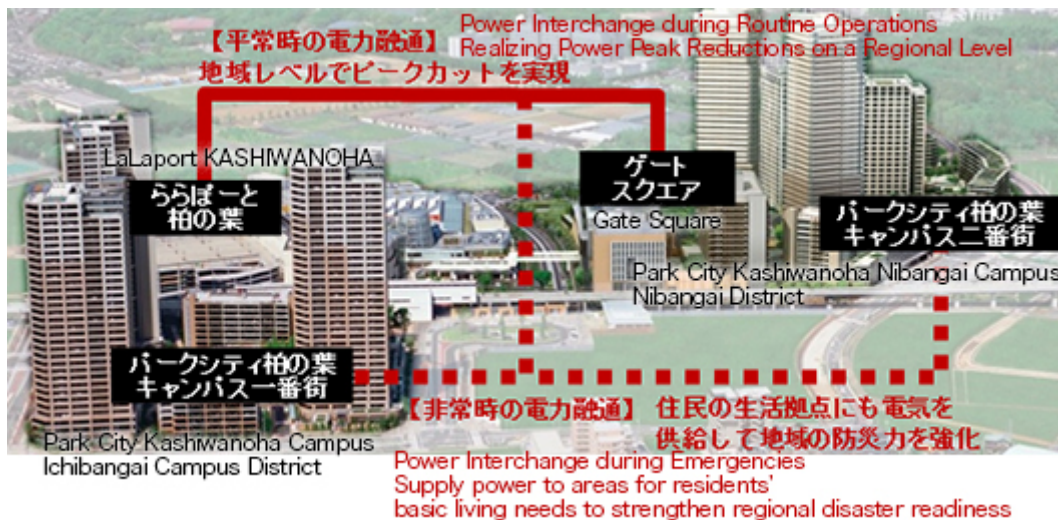 【平常時の電力融通】
地域レベルでピークカットを実現
Power Interchange during Routine Operations
Realizing Power Peak Reductions on a Regional Level
LaLaport KASHIWANOHA
ららぽーと
柏の葉
ゲート
スクエア
Gate Square
パークシティ柏の葉
キャンパス二番街
Park City Kashiwanoha Nibangai Campus
Nibangai District
パークシティ柏の葉
キャンパス一番街
Park City Kashiwanoha Campus
Ichibangai Campus District
【非常時の電力融通】 住民の生活拠点にも電気を
供給して地域の防災力を強化
Power Interchange during Emergencies
Supply power to areas for residents'
basic living needs to strengthen regional disaster readiness